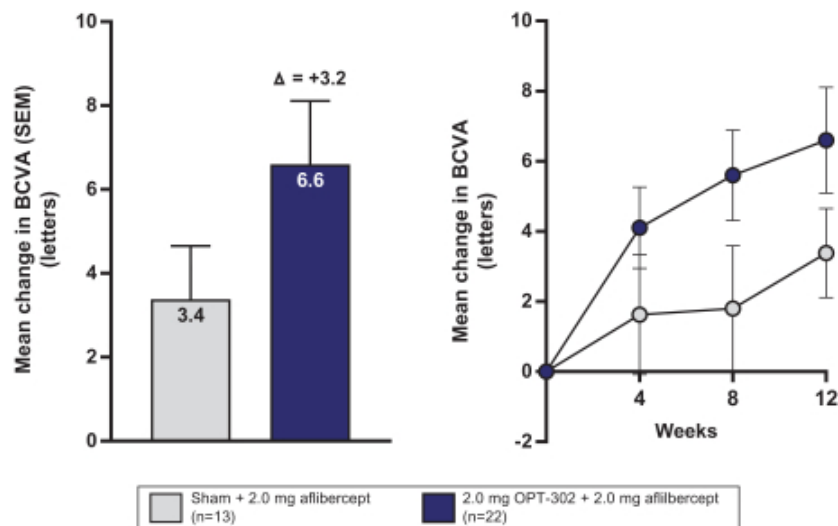 Mean change in BCVA (SEM)
(letters)
10
8
6
4
2
0
Δ = +3.2
3.4
6.6
Mean change in BCVA
(letters)
10
8
6
4
2
0
-2
4
8
12
Weeks
Sham + 2.0 mg aflibercept
(n=13)
2.0 mg OPT-302 + 2.0 mg aflilbercept
(n=22)